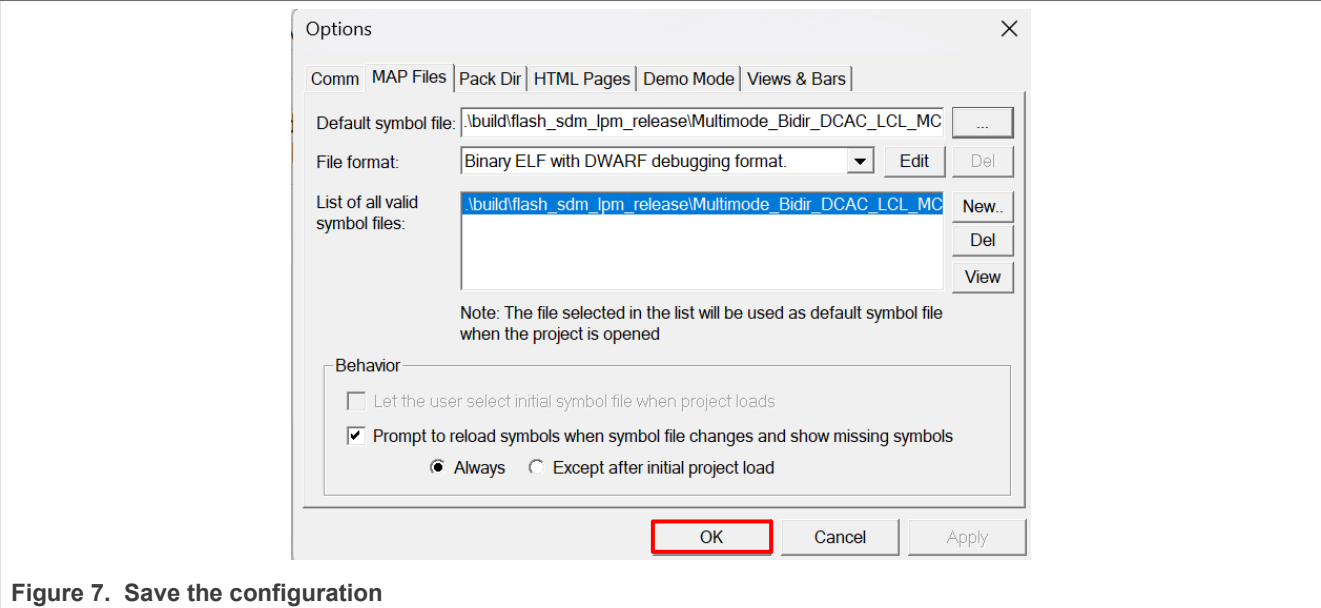 Options
Comm MAP Files Pack Dir HTML Pages Demo Mode Views & Bars
Default symbol file: .\build\flash_sdm_lpm_release\Multimode_Bidir_DCAC_LCL_MC ...
File format: Binary ELF with DWARF debugging format. Edit Del
List of all valid
symbol files:
.\build\flash_sdm_lpm_release\Multimode_Bidir_DCAC_LCL_MC New..
Del
View
Note: The file selected in the list will be used as default symbol file
when the project is opened
Behavior
Let the user select initial symbol file when project loads
Prompt to reload symbols when symbol file changes and show missing symbols
Always Except after initial project load
OK Cancel Apply
Figure 7. Save the configuration